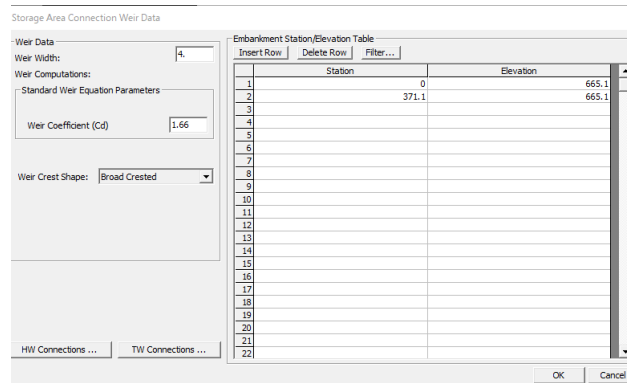 Storage Area Connection Weir Data
Weir Data
Weir Width: 4.
Weir Computations:
Standard Weir Equation Parameters
Weir Coefficient (Cd) 1.66
Weir Crest Shape: Broad Crested
HW Connections ... TW Connections ...
Embankment Station/Elevation Table
Insert Row Delete Row Filter...
Station Elevation
1 0 665.1
2 371.1 665.1
3
4
5
6
7
8
9
10
11
12
13
14
15
16
17
18
19
20
21
22
OK Cancel